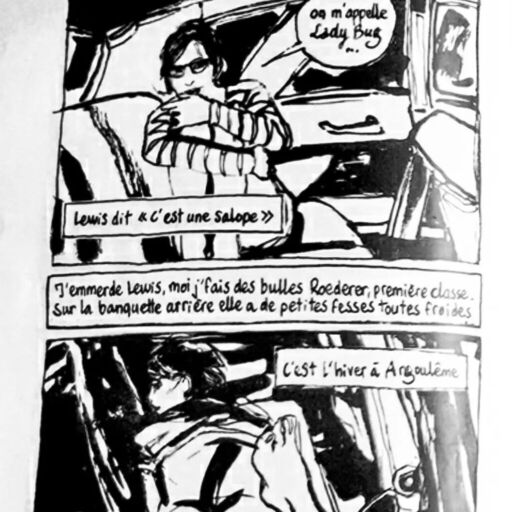 on m'appelle
Lady Bug
...
Lewis dit « c'est une salope »
J'emmerde Lewis, moi j'fais des bulles Roederer, première classe.
Sur la banquette arrière elle a de petites fesses toutes froides
C'est l'hiver à Angoulême